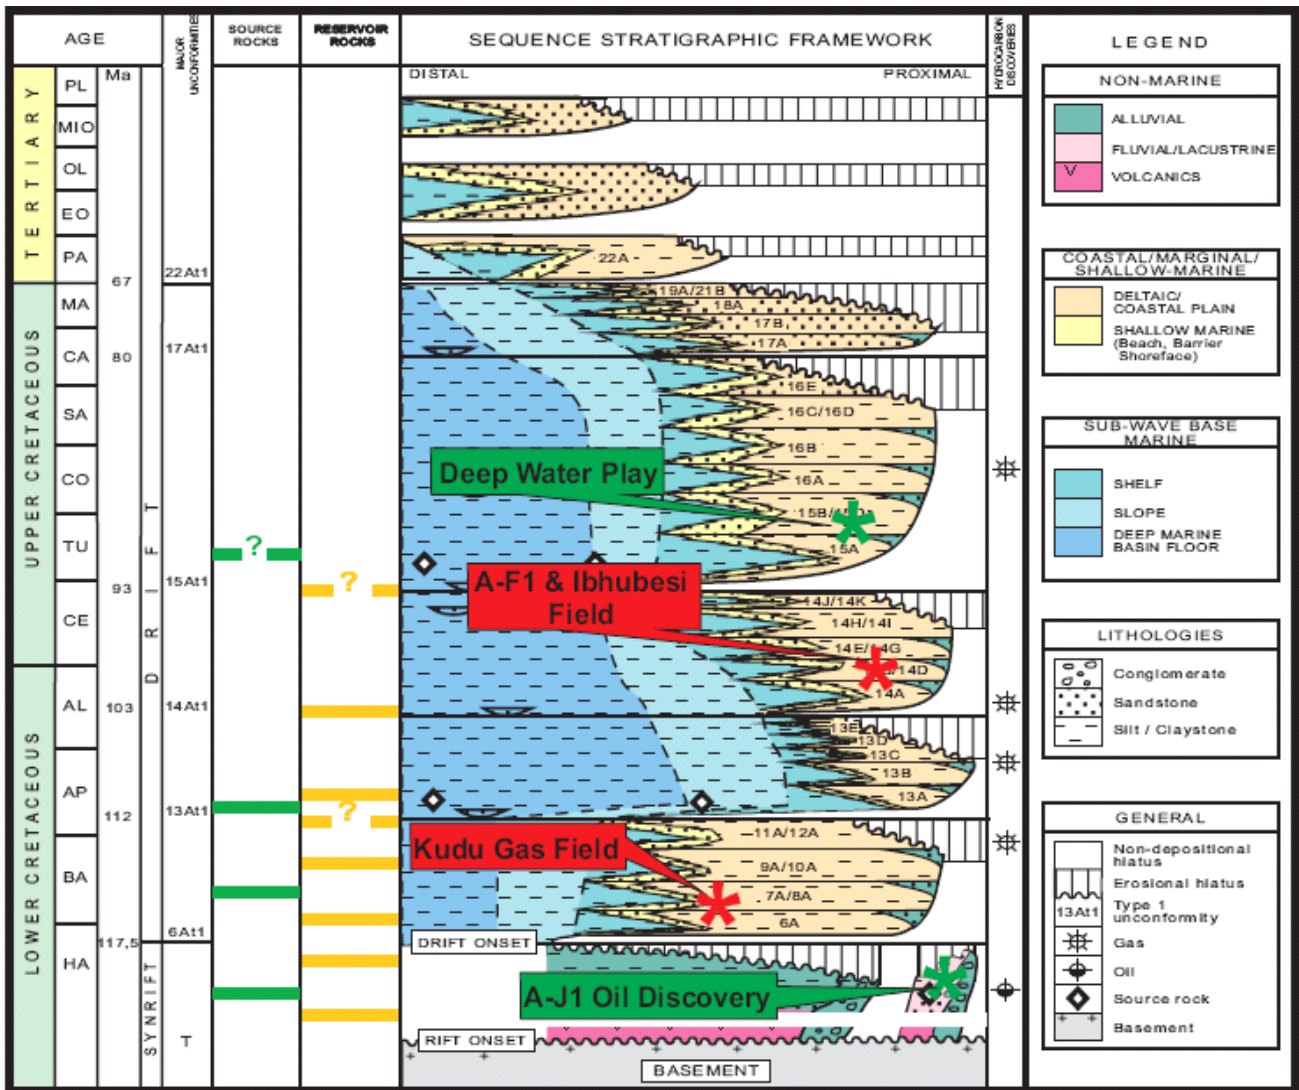 AGE
MAJOR
UNCONFORMITIES
SOURCE
ROCKS
RESERVOIR
ROCKS
SEQUENCE STRATIGRAPHIC FRAMEWORK
HYDROCARBON
DISCOVERIES
LEGEND
Ma
DISTAL
PROXIMAL
TERTIARY
PL
MIO
OL
EO
PA
22A
22At1
67
UPPER CRETACEOUS
MA
19A/21B
18A
17B
17A
17At1
80
CA
16E
SA
16C/16D
16B
CO
Deep Water Play
16A
TU
15A
?
?
15At1
93
A-F1 & Ibhubesi
Field
CE
14J/14K
14H/14I
14E/14G
/14D
14A
DRIFT
LOWER CRETACEOUS
AL
103
14At1
13E
13D
13C
13B
13A
AP
112
13At1
?
11A/12A
Kudu Gas Field
9A/10A
BA
7A/8A
6A
6At1
117,5
DRIFT ONSET
HA
SYNRIFT
A-J1 Oil Discovery
T
RIFT ONSET
BASEMENT
NON-MARINE
ALLUVIAL
FLUVIAL/LACUSTRINE
V
VOLCANICS
COASTAL/MARGINAL/
SHALLOW-MARINE
DELTAIC/
COASTAL PLAIN
SHALLOW MARINE
(Beach, Barrier
Shoreface)
SUB-WAVE BASE
MARINE
SHELF
SLOPE
DEEP MARINE
BASIN FLOOR
LITHOLOGIES
Conglomerate
Sandstone
Silt / Claystone
GENERAL
Non-depositional
hiatus
Erosional hiatus
13At1
Type 1
unconformity
Gas
Oil
Source rock
Basement